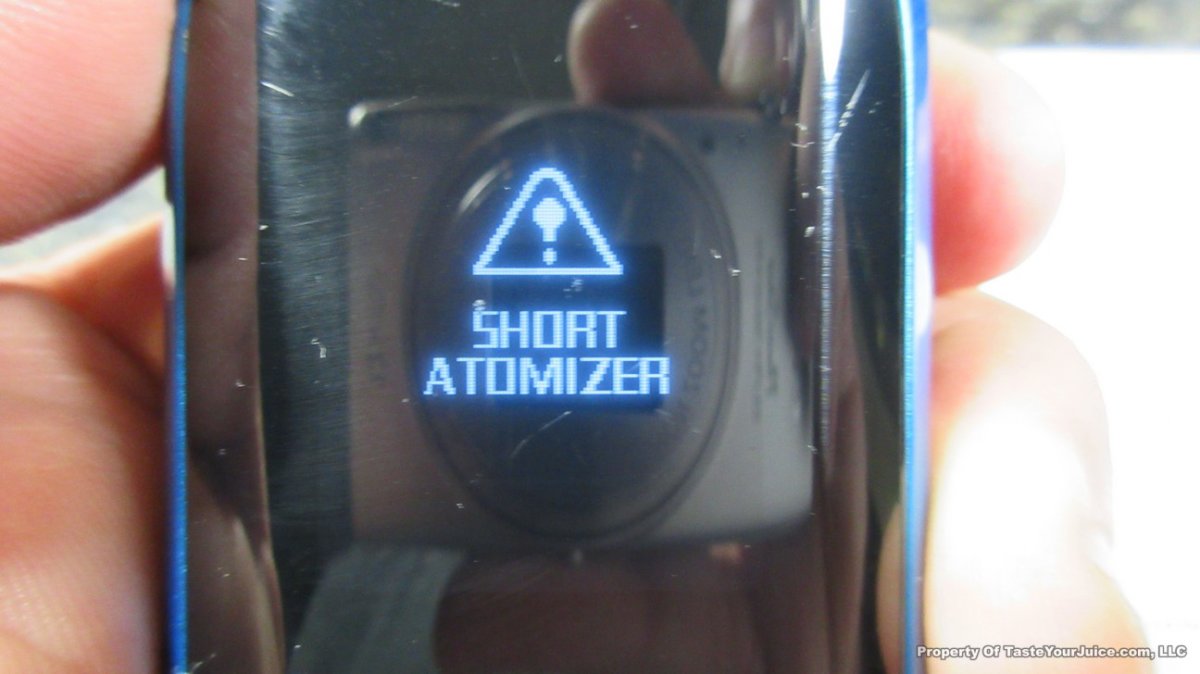 SHORT
ATOMIZER
Property Of TasteYourJuice.com, LLC